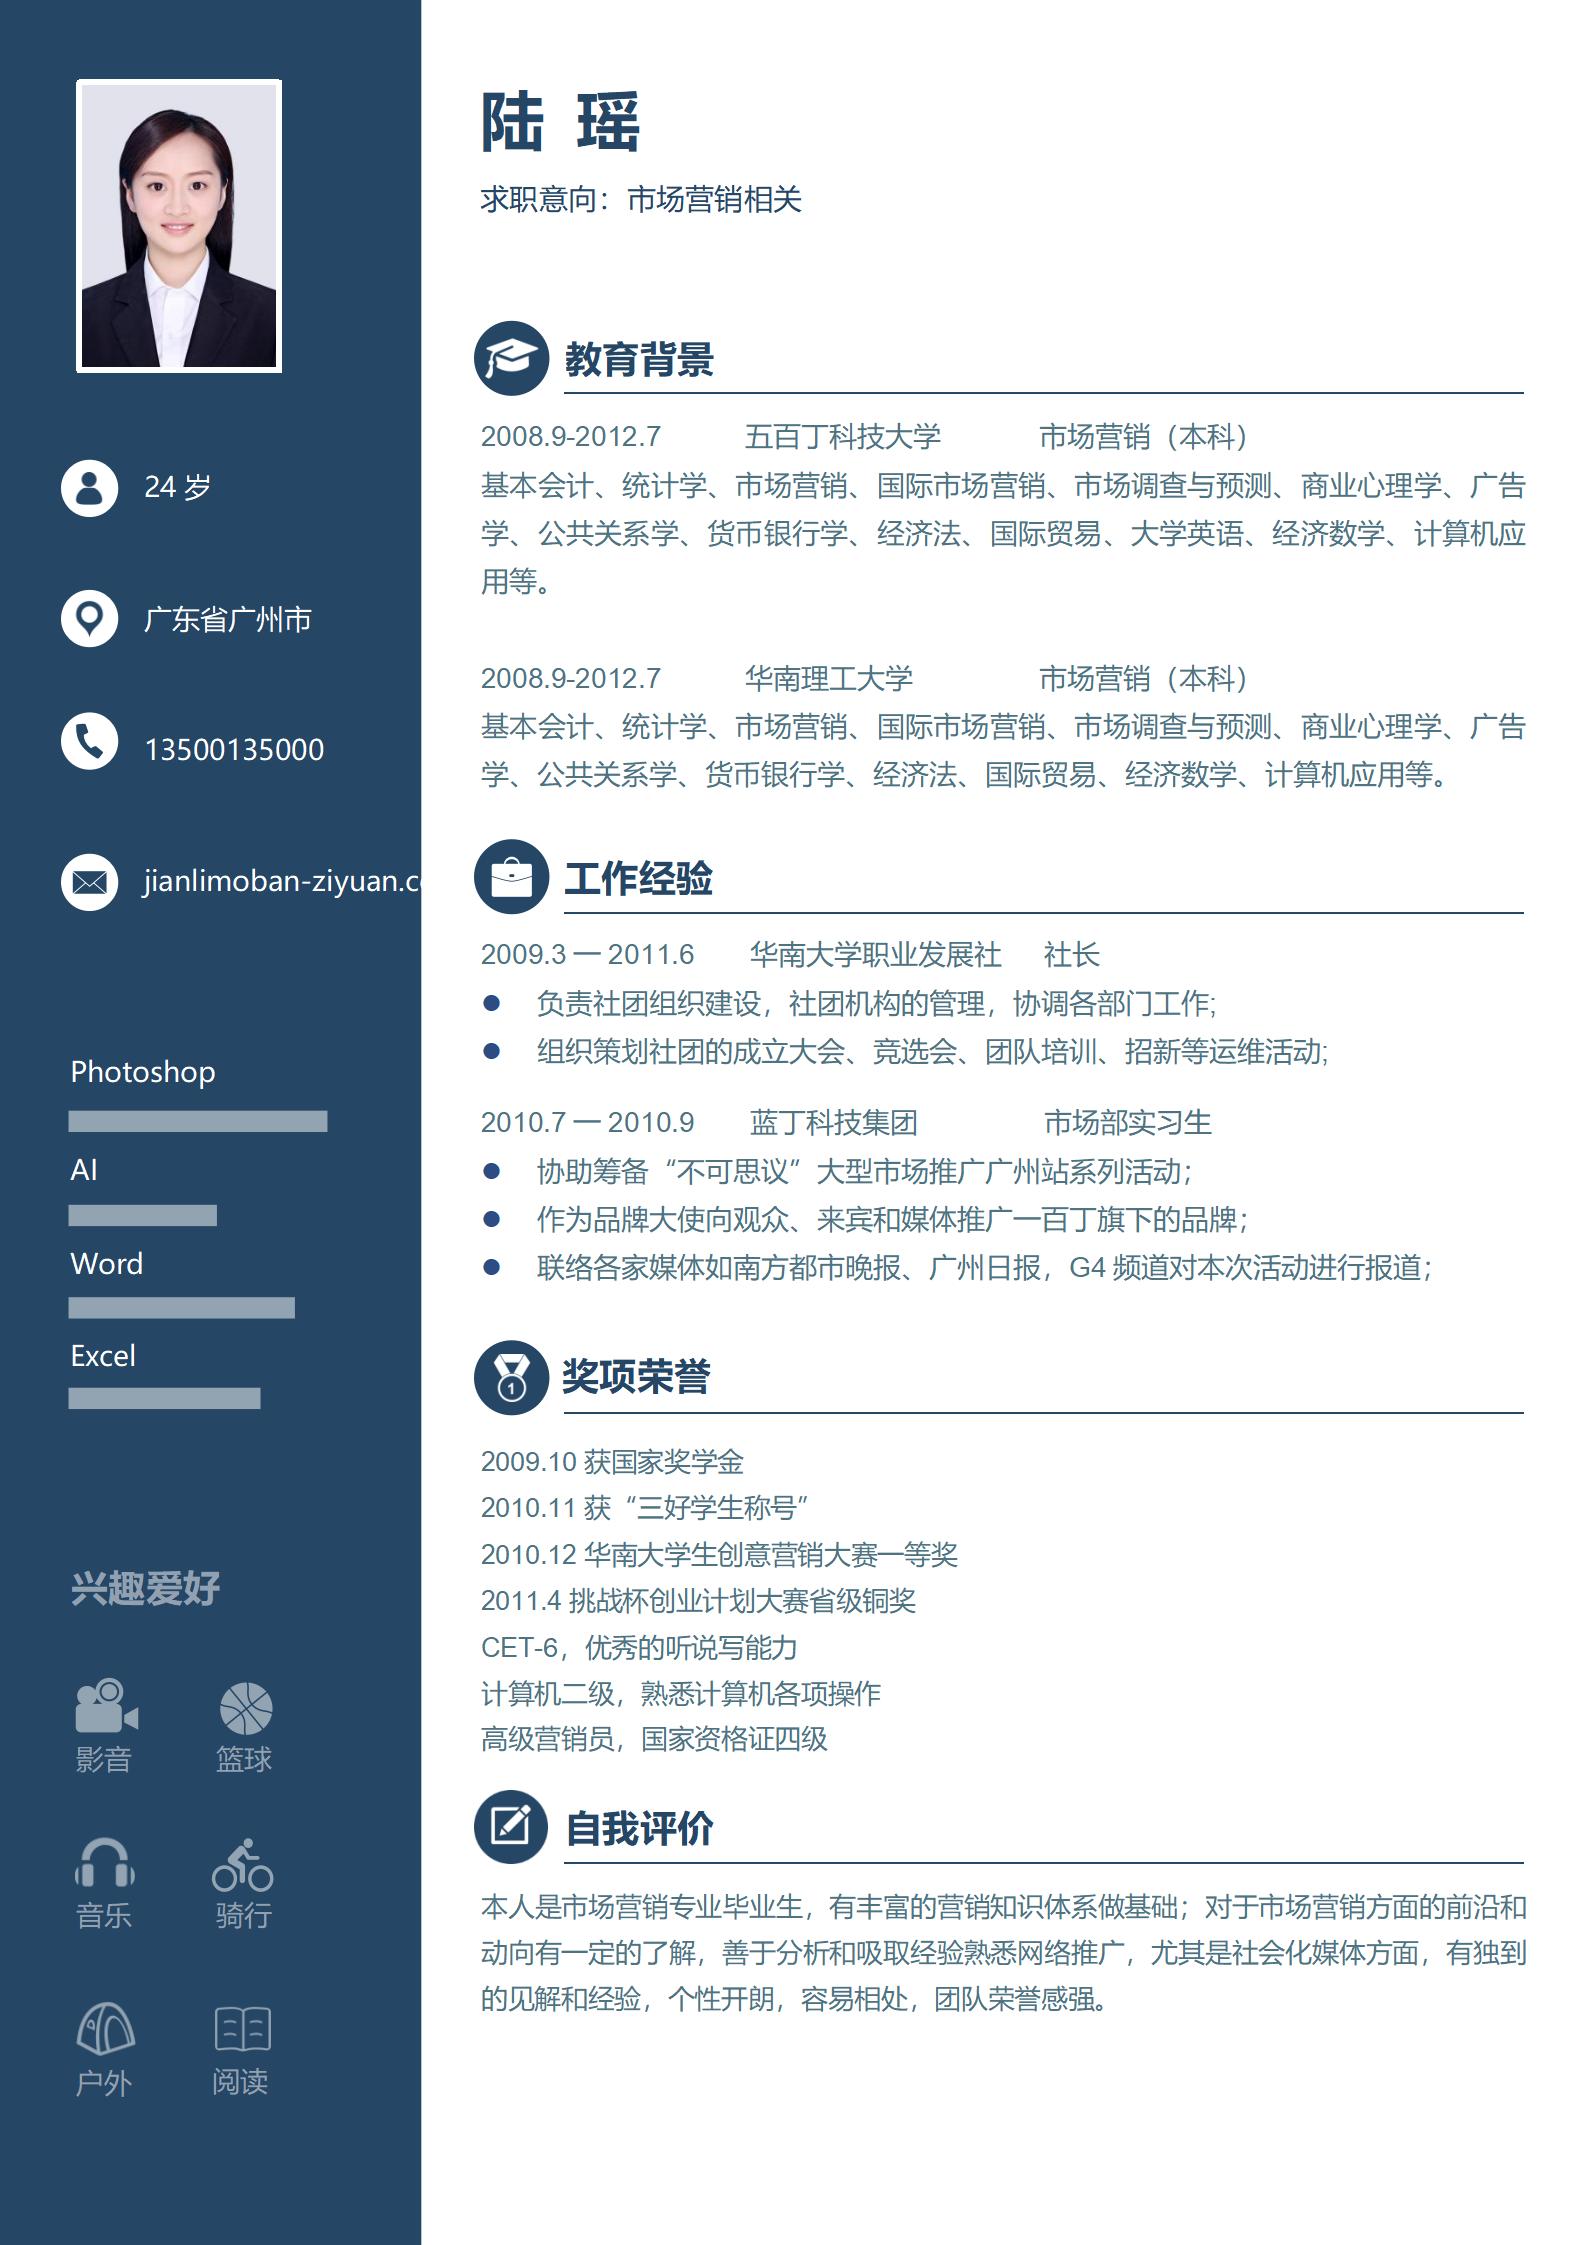 陆 瑶
求职意向：市场营销相关
24 岁
广东省广州市
13500135000
jianlimoban-ziyuan.c
Photoshop
AI
Word
Excel
兴趣爱好
影音 篮球
音乐 骑行
户外 阅读
教育背景
2008.9-2012.7 五百丁科技大学 市场营销（本科）
基本会计、统计学、市场营销、国际市场营销、市场调查与预测、商业心理学、广告
学、公共关系学、货币银行学、经济法、国际贸易、大学英语、经济数学、计算机应
用等。
2008.9-2012.7 华南理工大学 市场营销（本科）
基本会计、统计学、市场营销、国际市场营销、市场调查与预测、商业心理学、广告
学、公共关系学、货币银行学、经济法、国际贸易、经济数学、计算机应用等。
工作经验
2009.3 一 2011.6 华南大学职业发展社 社长
● 负责社团组织建设，社团机构的管理，协调各部门工作;
● 组织策划社团的成立大会、竞选会、团队培训、招新等运维活动;
2010.7 一 2010.9 蓝丁科技集团 市场部实习生
● 协助筹备“不可思议”大型市场推广广州站系列活动；
● 作为品牌大使向观众、来宾和媒体推广一百丁旗下的品牌；
● 联络各家媒体如南方都市晚报、广州日报，G4 频道对本次活动进行报道；
1
奖项荣誉
2009.10 获国家奖学金
2010.11 获“三好学生称号”
2010.12 华南大学生创意营销大赛一等奖
2011.4 挑战杯创业计划大赛省级铜奖
CET-6，优秀的听说写能力
计算机二级，熟悉计算机各项操作
高级营销员，国家资格证四级
自我评价
本人是市场营销专业毕业生，有丰富的营销知识体系做基础；对于市场营销方面的前沿和
动向有一定的了解，善于分析和吸取经验熟悉网络推广，尤其是社会化媒体方面，有独到
的见解和经验，个性开朗，容易相处，团队荣誉感强。